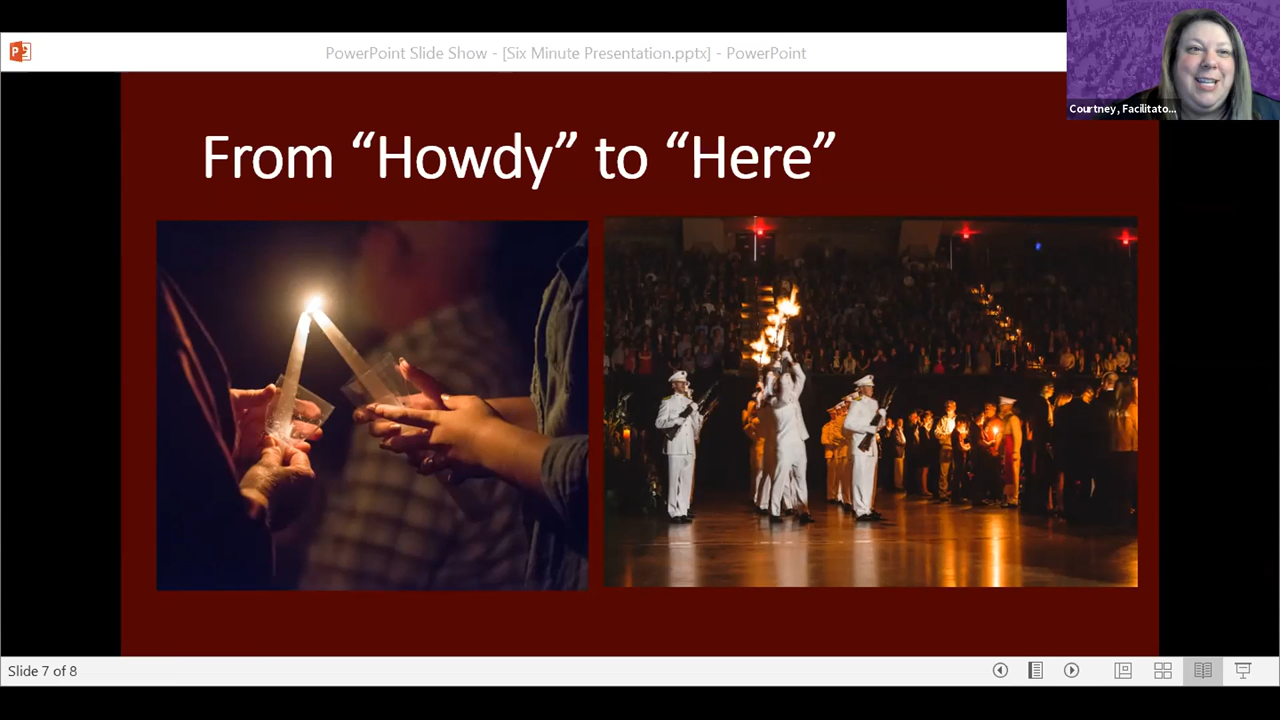 PowerPoint Slide Show - [Six Minute Presentation.pptx] - PowerPoint
Courtney, Facilitato...
From “Howdy” to “Here”
Slide 7 of 8